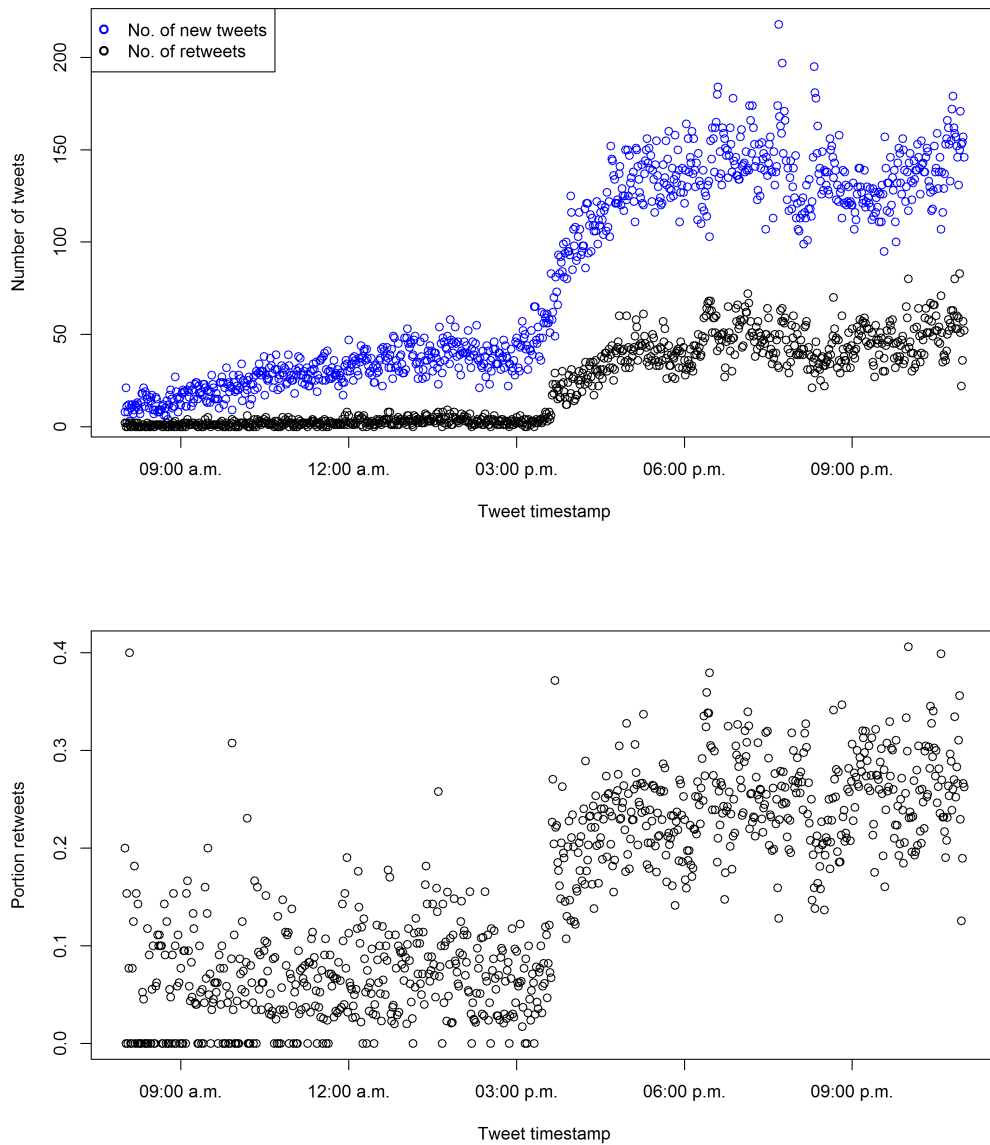 No. of new tweets
No. of retweets
Number of tweets
200
150
100
50
0
09:00 a.m.
12:00 a.m.
03:00 p.m.
06:00 p.m.
09:00 p.m.
Tweet timestamp
Portion retweets
0.4
0.3
0.2
0.1
0.0
09:00 a.m.
12:00 a.m.
03:00 p.m.
06:00 p.m.
09:00 p.m.
Tweet timestamp